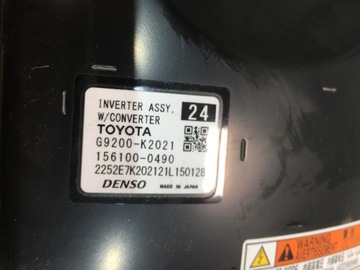 INVERTER ASSY. 24
W/CONVERTER
TOYOTA
G9200-K2021
156100-0490
2252E7K202121L150128
DENSO MADE IN JAPAN
WARNING